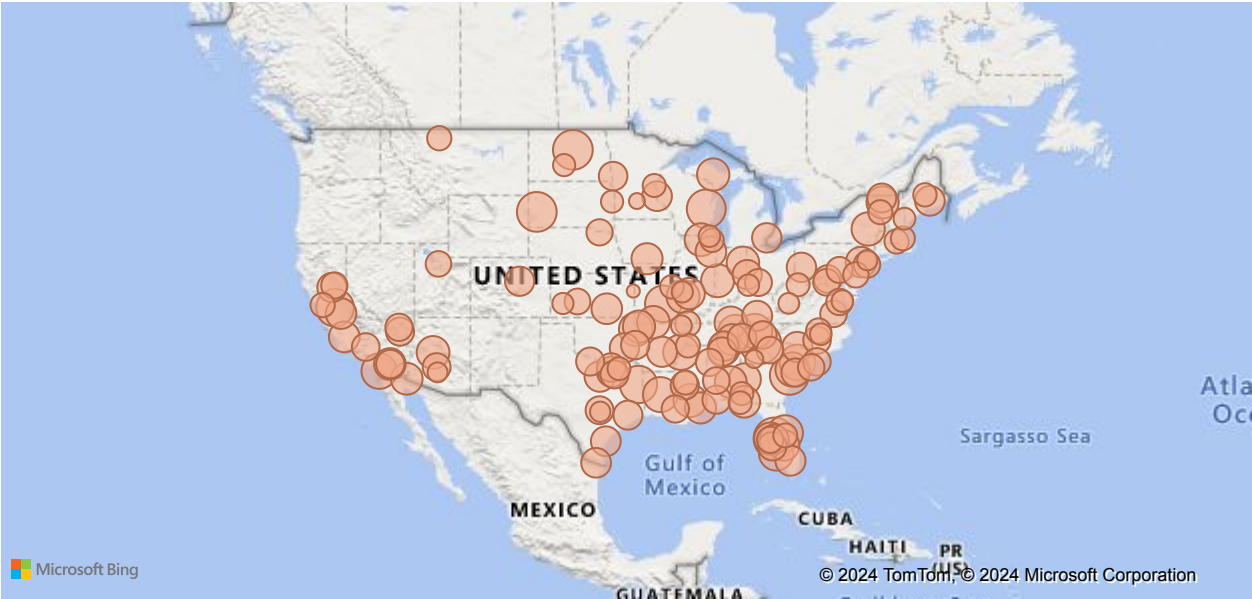 UNITED STATES
Atla
Oce
Sargasso Sea
Gulf of
Mexico
MEXICO
CUBA
HAITI
PR
(US)
Microsoft Bing
© 2024 TomTom, © 2024 Microsoft Corporation
GUATEMALA